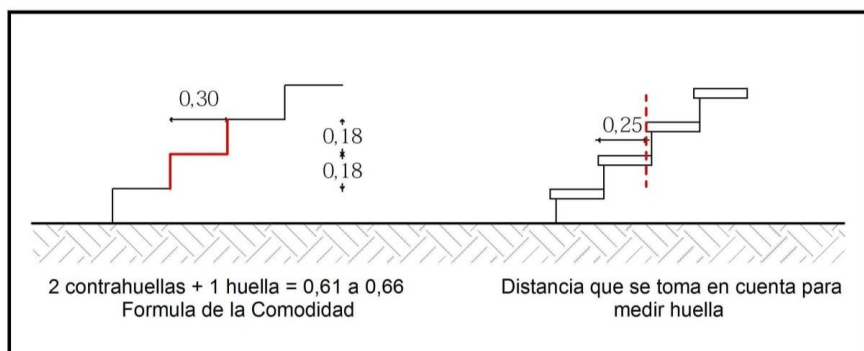 0,30
0,18
0,18
0,25
2 contrahuellas + 1 huella = 0,61 a 0,66
Formula de la Comodidad
Distancia que se toma en cuenta para
medir huella